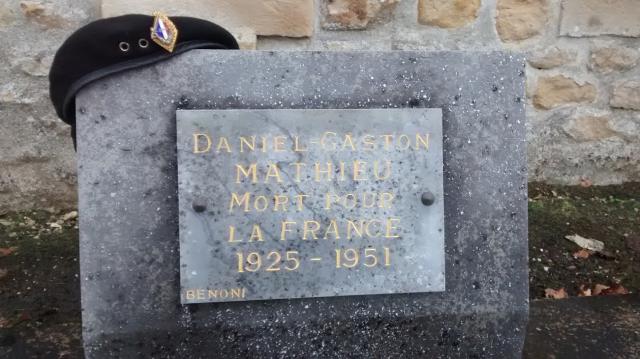 DANIEL-GASTON
MATHIEU
MORT POUR
LA FRANCE
1925 - 1951
BENONI